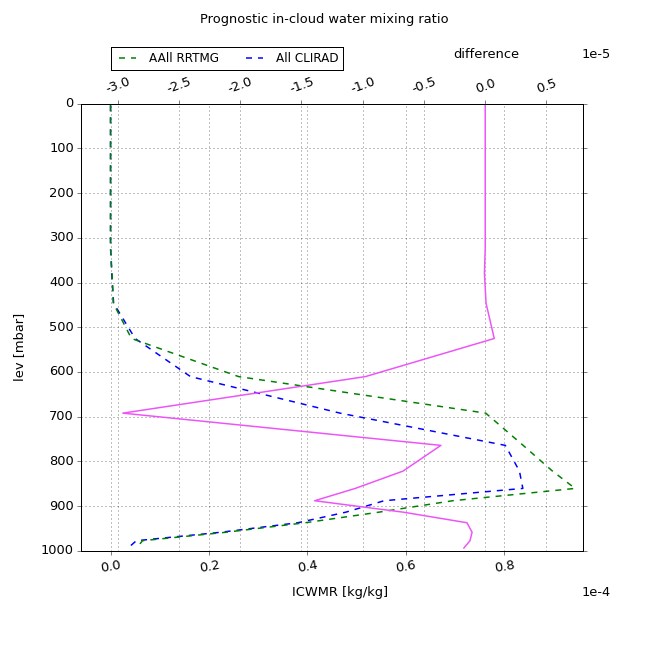 Prognostic in-cloud water mixing ratio
AAll RRTMG All CLIRAD
difference 1e-5
-3.0 -2.5 -2.0 -1.5 -1.0 -0.5 0.0 0.5
0
100
200
300
400
500
600
700
800
900
1000
lev [mbar]
0.0 0.2 0.4 0.6 0.8
ICWMR [kg/kg] 1e-4